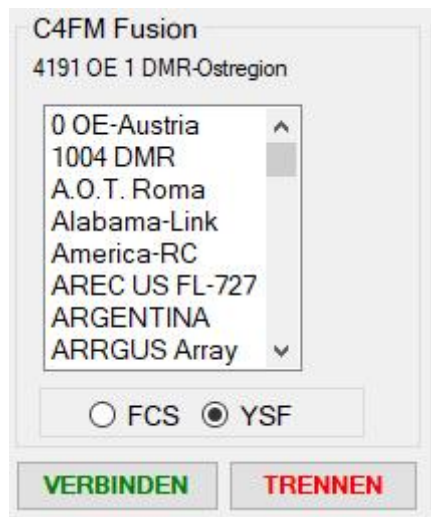 C4FM Fusion
4191 OE 1 DMR-Ostregion
0 OE-Austria
1004 DMR
A.O.T. Roma
Alabama-Link
America-RC
AREC US FL-727
ARGENTINA
ARRGUS Array
FCS YSF
VERBINDEN TRENNEN